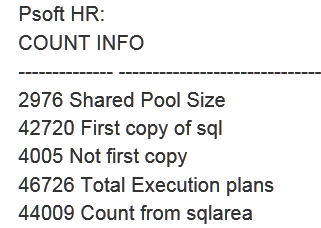 Psoft HR:
COUNT INFO
-------------- ------------------------------
2976 Shared Pool Size
42720 First copy of sql
4005 Not first copy
46726 Total Execution plans
44009 Count from sqlarea